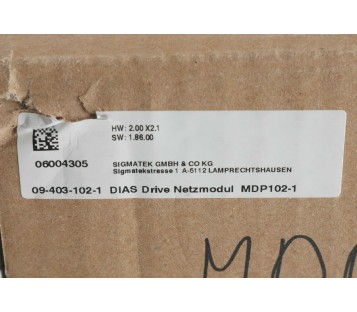 HW: 2.00 X2.1
SW: 1.86.00
06004305
SIGMATEK GMBH & CO KG
Sigmatekstrasse 1 A-5112 LAMPRECHTSHAUSEN
09-403-102-1 DIAS Drive Netzmodul MDP102-1